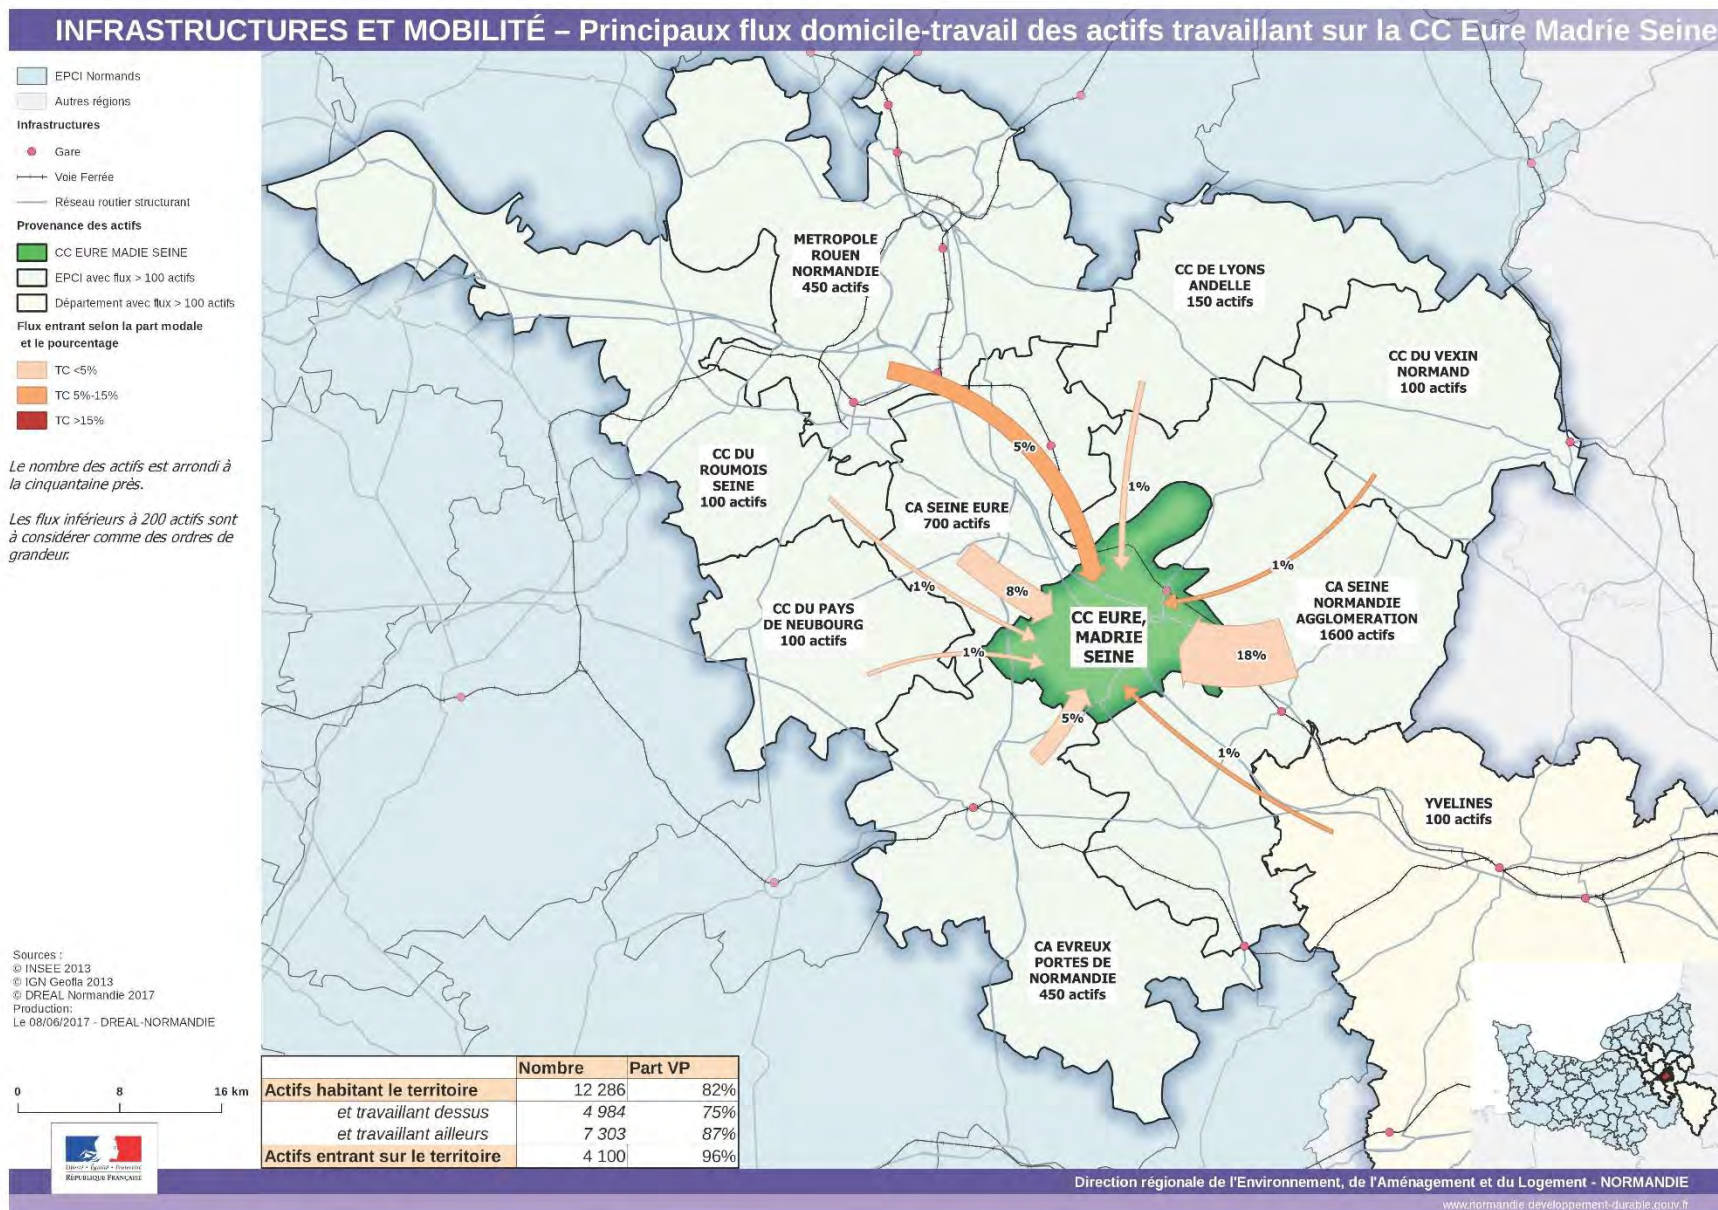 INFRASTRUCTURES ET MOBILITÉ – Principaux flux domicile-travail des actifs travaillant sur la CC Eure Madrie Seine
EPCI Normands
Autres régions
Infrastructures
Gare
Voie Ferrée
Réseau routier structurant
Provenance des actifs
CC EURE MADIE SEINE
EPCI avec flux > 100 actifs
Département avec flux > 100 actifs
Flux entrant selon la part modale
et le pourcentage
TC <5%
TC 5%-15%
TC >15%
Le nombre des actifs est arrondi à
la cinquantaine près.
Les flux inférieurs à 200 actifs sont
à considérer comme des ordres de
grandeur.
Sources :
© INSEE 2013
© IGN Geofla 2013
© DREAL Normandie 2017
Production:
Le 08/06/2017 - DREAL-NORMANDIE
0 8 16 km
Liberté • Égalité • Fraternité
RÉPUBLIQUE FRANÇAISE
METROPOLE
ROUEN
NORMANDIE
450 actifs
CC DE LYONS
ANDELLE
150 actifs
CC DU VEXIN
NORMAND
100 actifs
CC DU
ROUMOIS
SEINE
100 actifs
CA SEINE EURE
700 actifs
CC DU PAYS
DE NEUBOURG
100 actifs
CC EURE,
MADRIE
SEINE
CA SEINE
NORMANDIE
AGGLOMERATION
1600 actifs
YVELINES
100 actifs
CA EVREUX
PORTES DE
NORMANDIE
450 actifs
5%
1%
1%
8%
1%
1%
18%
5%
1%
Nombre Part VP
Actifs habitant le territoire 12 286 82%
et travaillant dessus 4 984 75%
et travaillant ailleurs 7 303 87%
Actifs entrant sur le territoire 4 100 96%
Direction régionale de l'Environnement, de l'Aménagement et du Logement - NORMANDIE
www.normandie.developpement-durable.gouv.fr